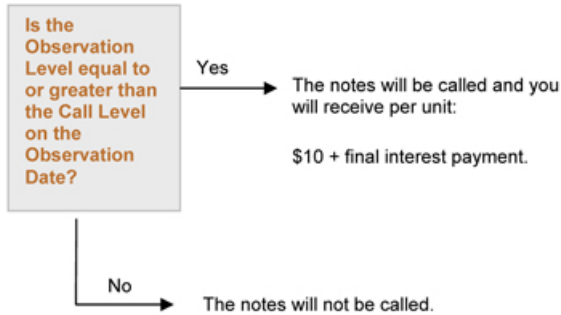 Is the
Observation
Level equal to
or greater than
the Call Level
on the
Observation
Date?
Yes
The notes will be called and you
will receive per unit:
$10 + final interest payment.
No
The notes will not be called.